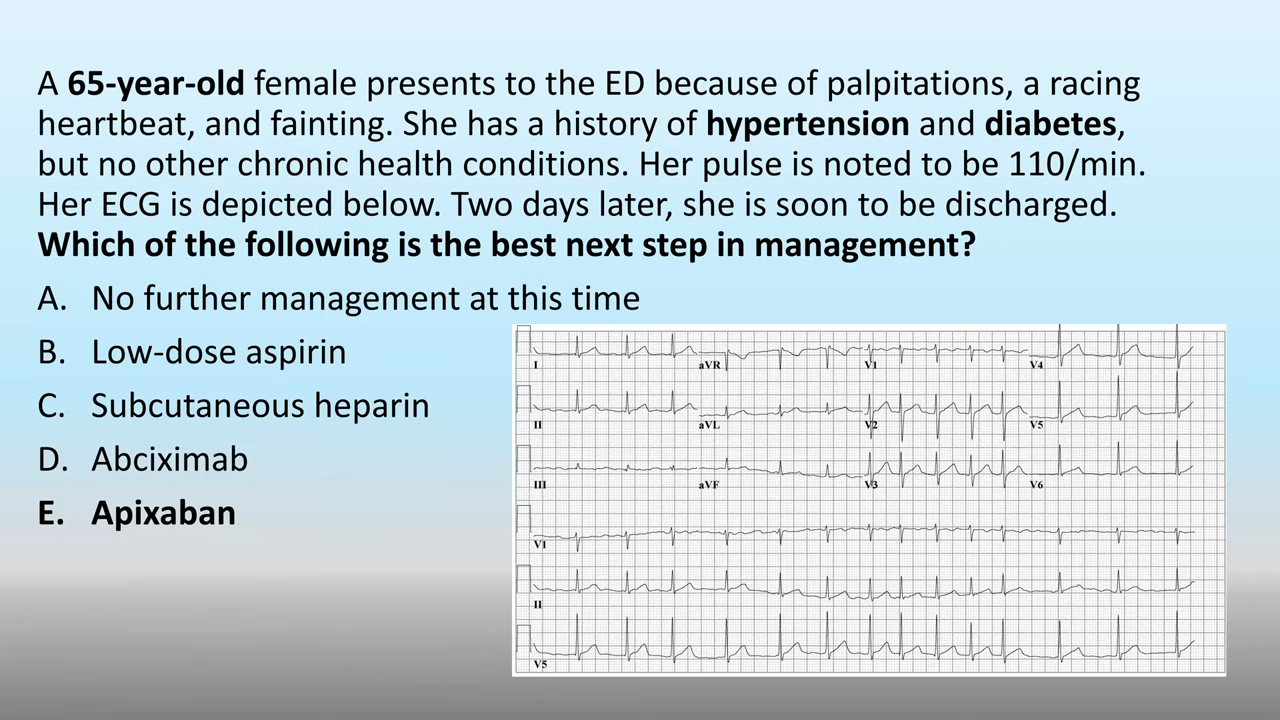 A 65-year-old female presents to the ED because of palpitations, a racing
heartbeat, and fainting. She has a history of hypertension and diabetes,
but no other chronic health conditions. Her pulse is noted to be 110/min.
Her ECG is depicted below. Two days later, she is soon to be discharged.
Which of the following is the best next step in management?
A. No further management at this time
B. Low-dose aspirin
C. Subcutaneous heparin
D. Abciximab
E. Apixaban
I aVR V1 V4
II aVL V2 V5
III aVF V3 V6
V1
II
V5